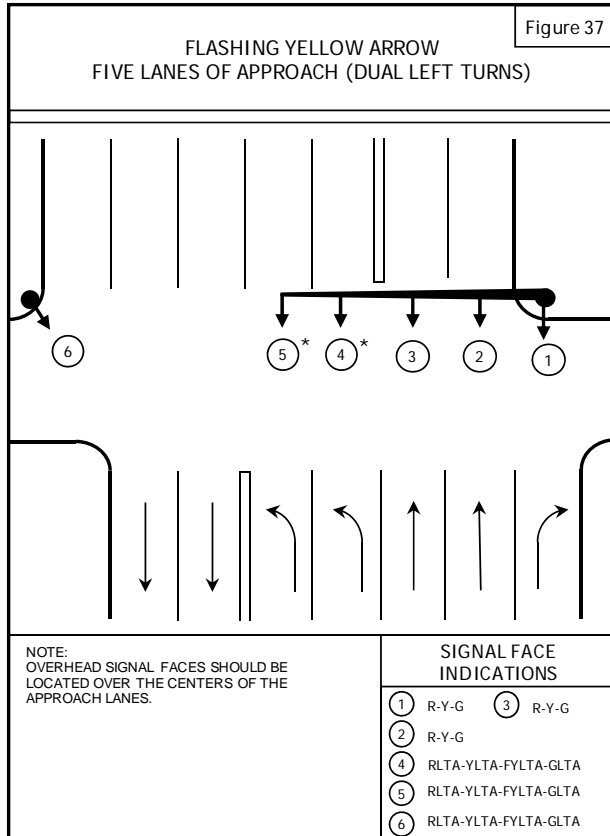 Figure 37
FLASHING YELLOW ARROW
FIVE LANES OF APPROACH (DUAL LEFT TURNS)
6
5 * 4 * 3 2 1
NOTE:
OVERHEAD SIGNAL FACES SHOULD BE
LOCATED OVER THE CENTERS OF THE
APPROACH LANES.
SIGNAL FACE
INDICATIONS
1 R-Y-G 3 R-Y-G
2 R-Y-G
4 RLTA-YLTA-FYLTA-GLTA
5 RLTA-YLTA-FYLTA-GLTA
6 RLTA-YLTA-FYLTA-GLTA